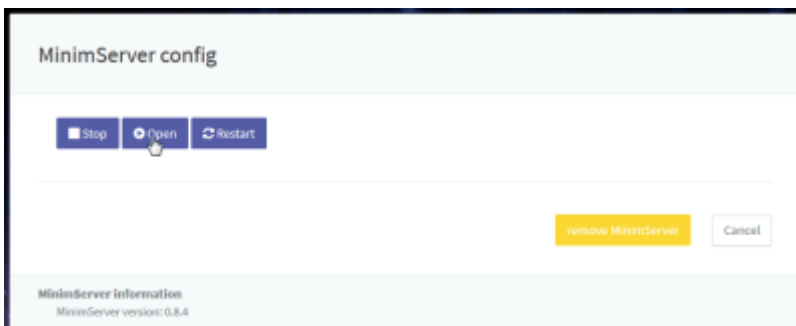 MinimServer config
Stop Open Restart
remove MinimServer Cancel
MinimServer information
MinimServer version: 0.8.4